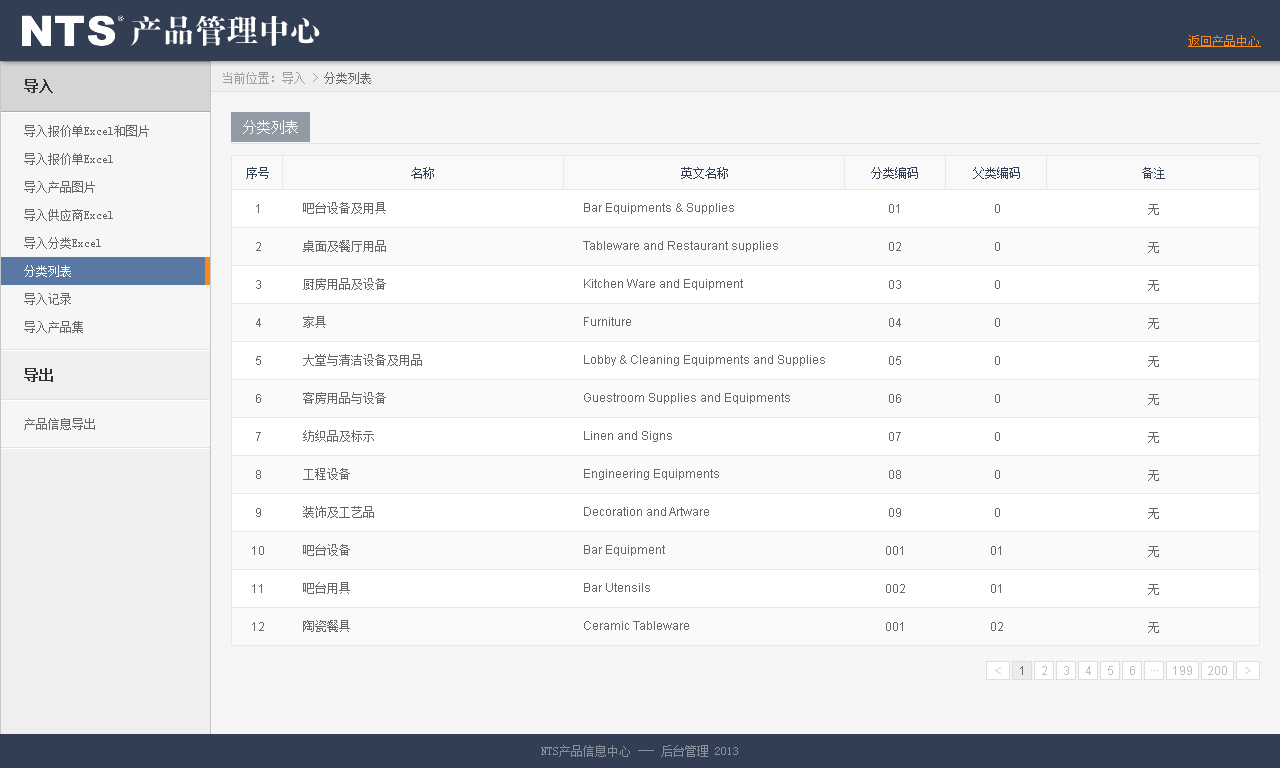 NTS® 产品管理中心
返回产品中心
导入
导入报价单Excel和图片
导入报价单Excel
导入产品图片
导入供应商Excel
导入分类Excel
分类列表
导入记录
导入产品集
导出
产品信息导出
当前位置：导入 > 分类列表
分类列表
序号 名称 英文名称 分类编码 父类编码 备注
1 吧台设备及用具 Bar Equipments & Supplies 01 0 无
2 桌面及餐厅用品 Tableware and Restaurant supplies 02 0 无
3 厨房用品及设备 Kitchen Ware and Equipment 03 0 无
4 家具 Furniture 04 0 无
5 大堂与清洁设备及用品 Lobby & Cleaning Equipments and Supplies 05 0 无
6 客房用品与设备 Guestroom Supplies and Equipments 06 0 无
7 纺织品及标示 Linen and Signs 07 0 无
8 工程设备 Engineering Equipments 08 0 无
9 装饰及工艺品 Decoration and Artware 09 0 无
10 吧台设备 Bar Equipment 001 01 无
11 吧台用具 Bar Utensils 002 01 无
12 陶瓷餐具 Ceramic Tableware 001 02 无
< 1 2 3 4 5 6 ··· 199 200 >
NTS产品信息中心 —— 后台管理 2013